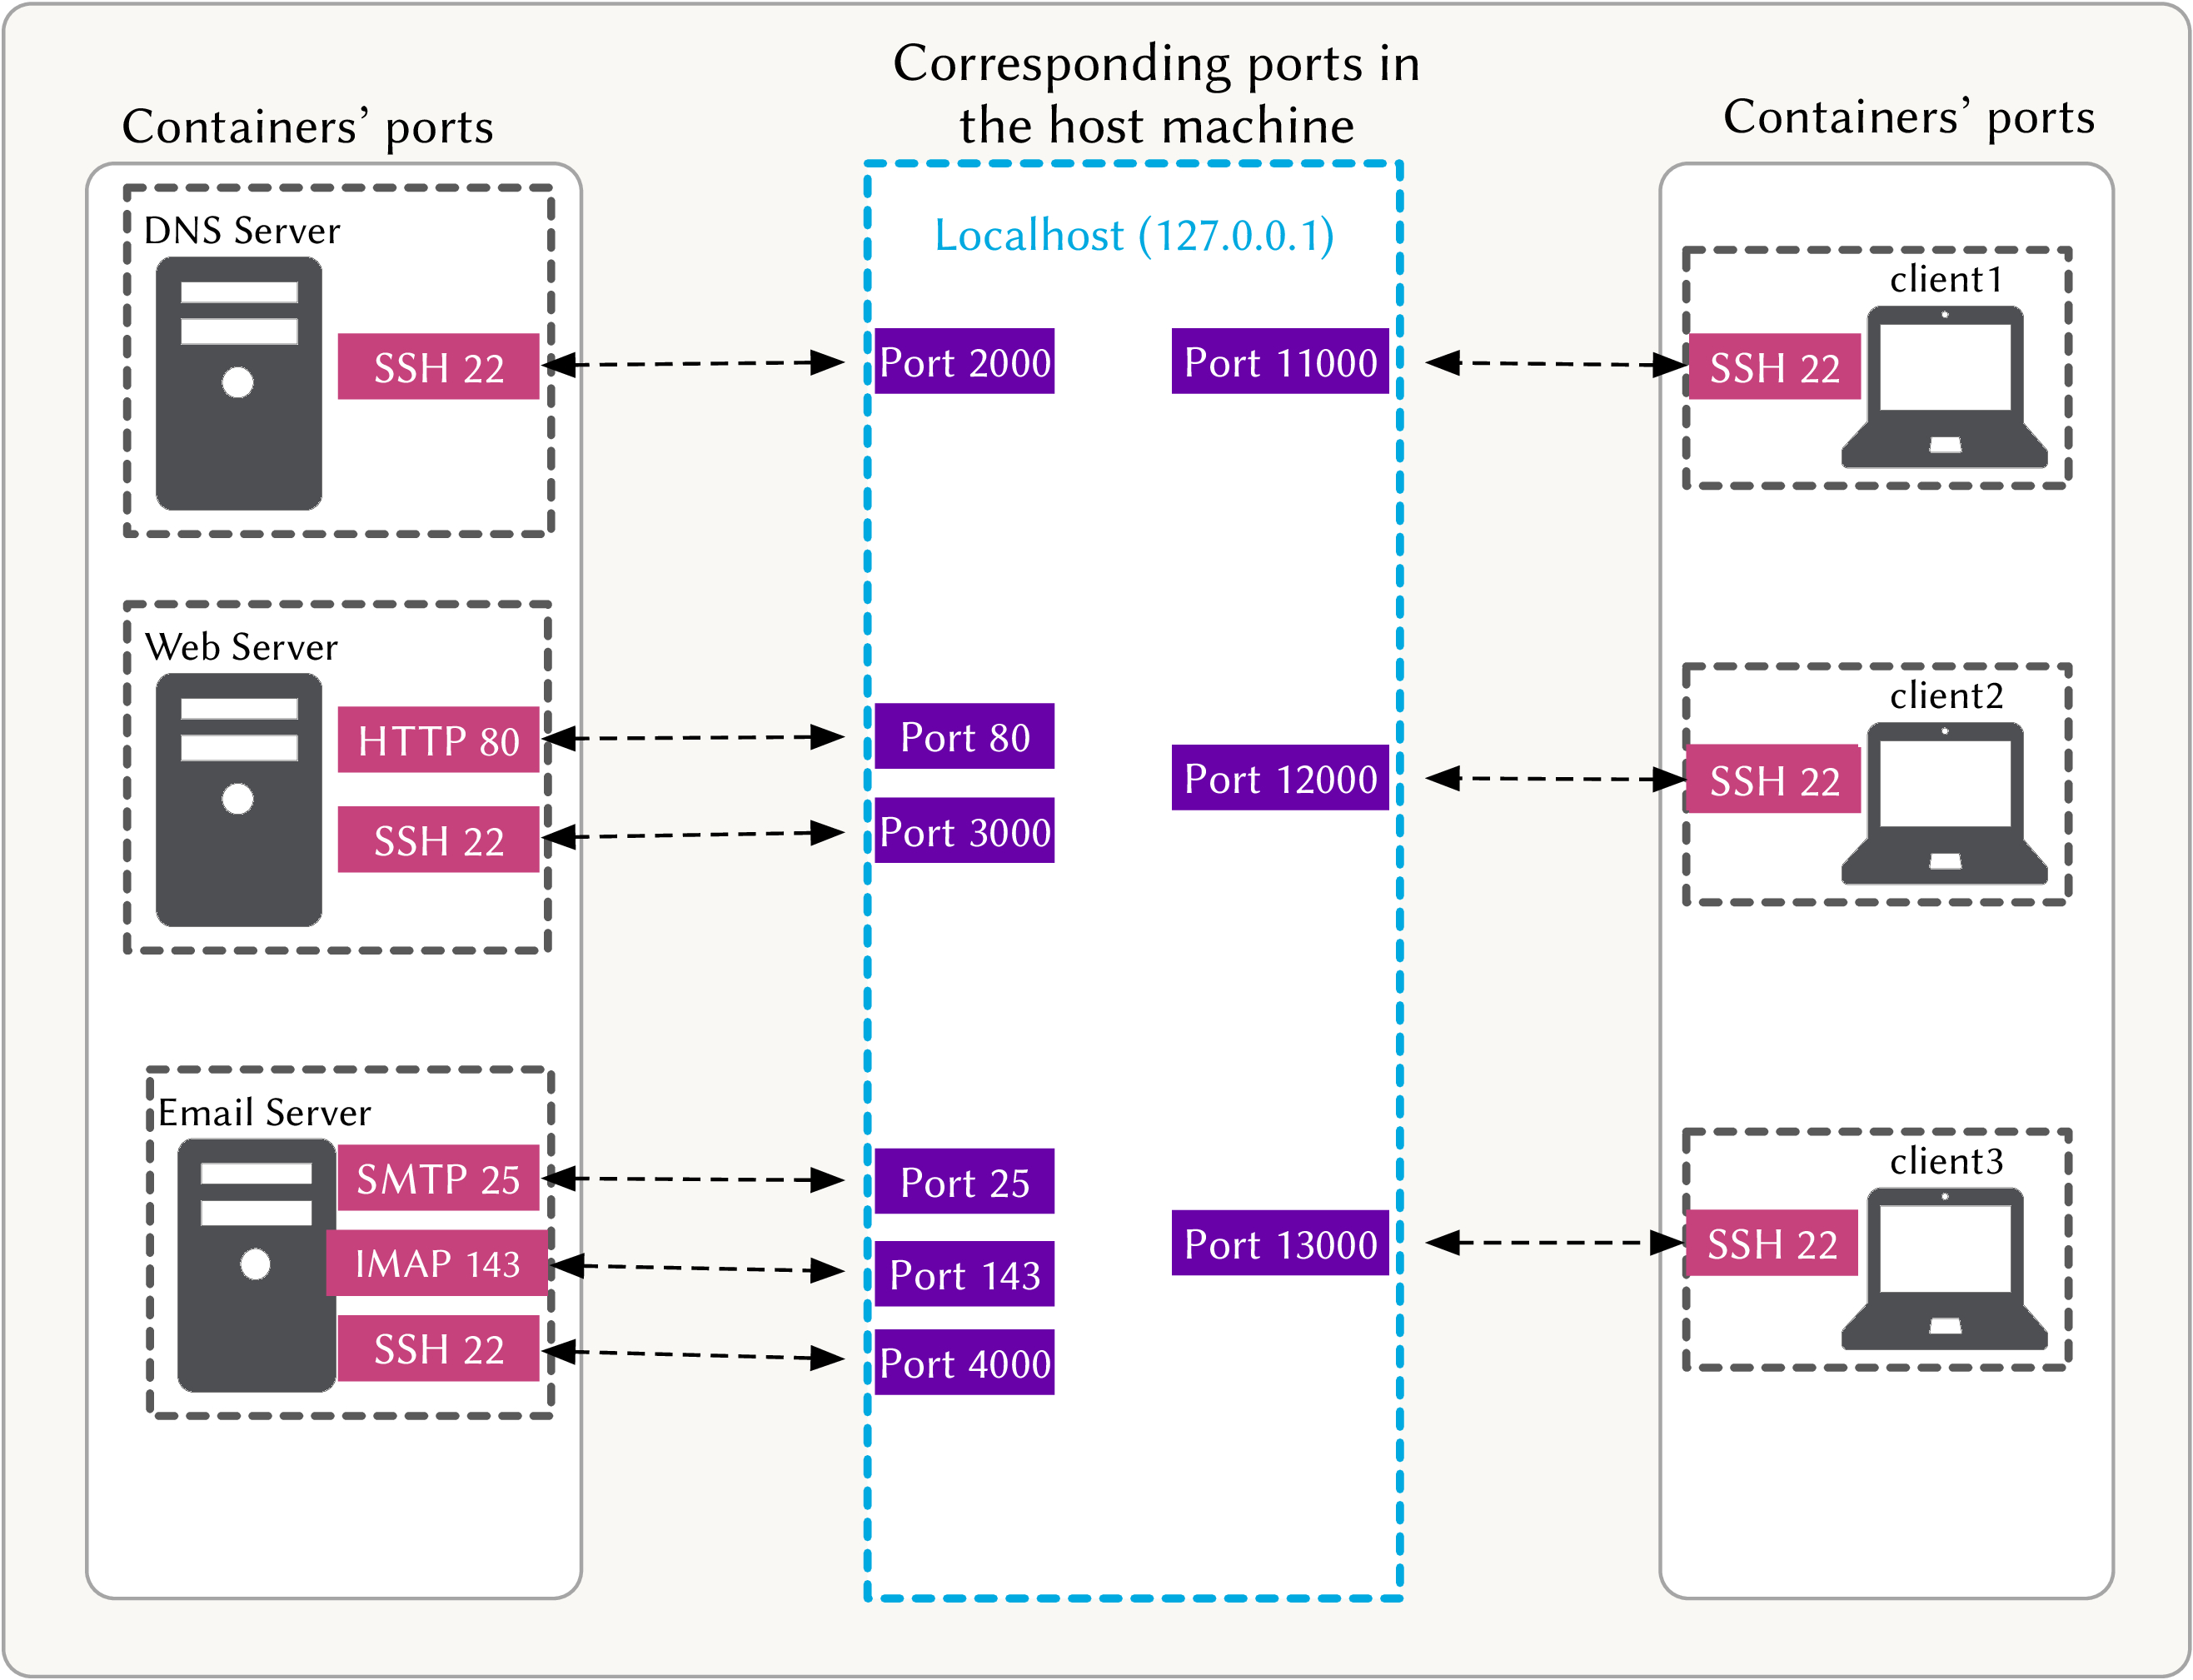 Containers’ ports
Corresponding ports in
the host machine
Containers’ ports
DNS Server
SSH 22
Web Server
HTTP 80
SSH 22
Email Server
SMTP 25
IMAP 143
SSH 22
Localhost (127.0.0.1)
Port 2000
Port 11000
Port 80
Port 12000
Port 3000
Port 25
Port 13000
Port 143
Port 4000
client1
SSH 22
client2
SSH 22
client3
SSH 22